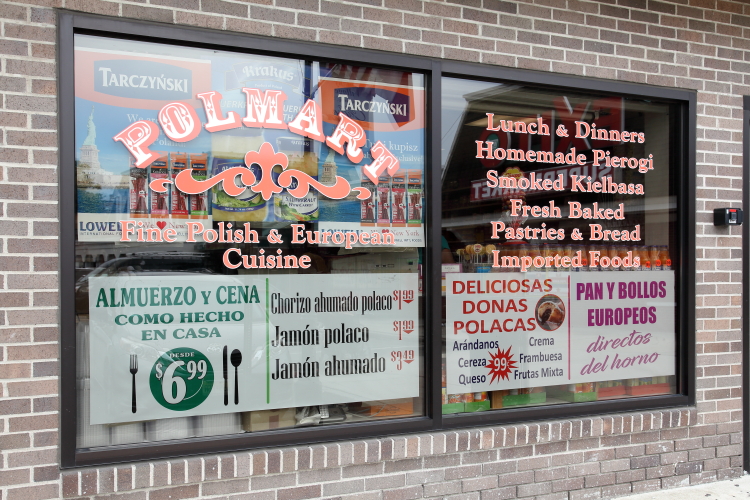 TARCZYŃSKI
Krakus
TARCZYŃSKI
POLMART
LOWELL
Fine Polish & European
Cuisine
Lunch & Dinners
Homemade Pierogi
Smoked Kielbasa
Fresh Baked
Pastries & Bread
Imported Foods
ALMUERZO Y CENA
COMO HECHO
EN CASA
DESDE
$6.99
Chorizo ahumado polaco $1.99
Jamón polaco $1.99
Jamón ahumado $3.49
DELICIOSAS
DONAS
POLACAS
Arándanos Crema
Cereza 99 Frambuesa
Queso Frutas Mixta
PAN Y BOLLOS
EUROPEOS
directos
del horno